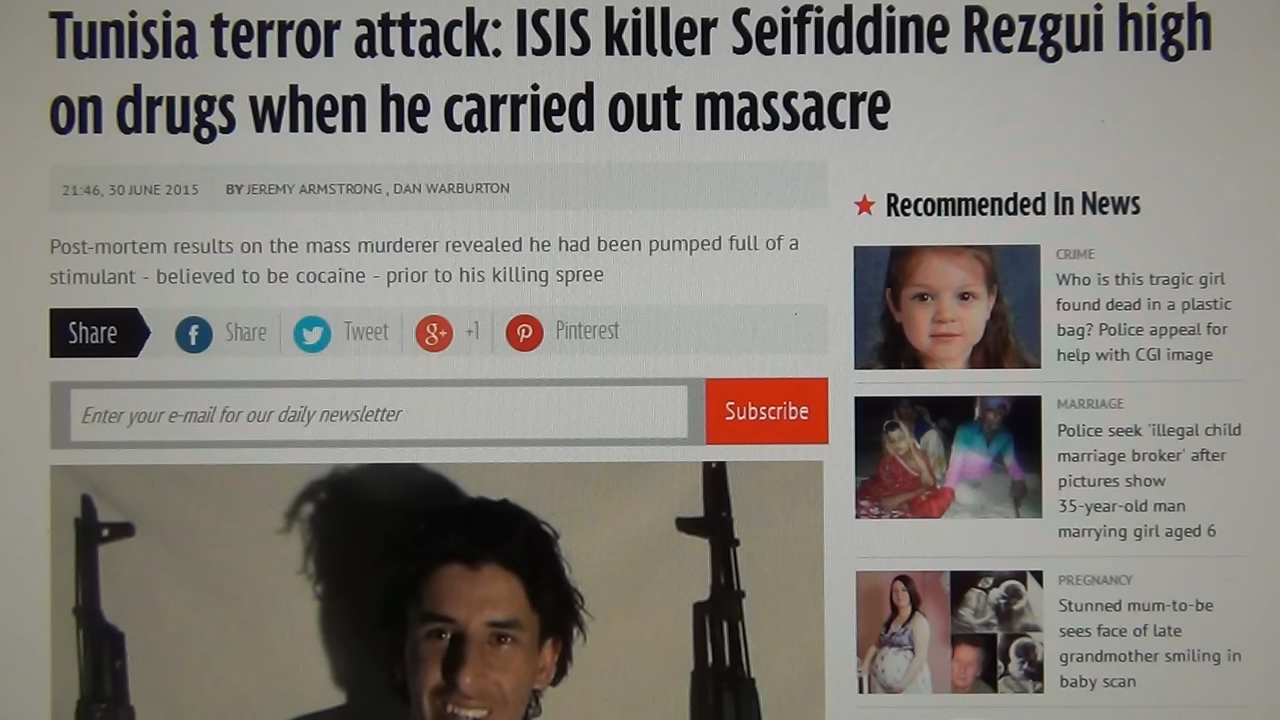 Tunisia terror attack: ISIS killer Seifiddine Rezgui high
on drugs when he carried out massacre
21:46, 30 JUNE 2015
BY JEREMY ARMSTRONG , DAN WARBURTON
Post-mortem results on the mass murderer revealed he had been pumped full of a
stimulant - believed to be cocaine - prior to his killing spree
Share
f Share
Tweet
g+ +1
Pinterest
Enter your e-mail for our daily newsletter
Subscribe
Recommended In News
CRIME
Who is this tragic girl
found dead in a plastic
bag? Police appeal for
help with CGI image
MARRIAGE
Police seek 'illegal child
marriage broker' after
pictures show
35-year-old man
marrying girl aged 6
PREGNANCY
Stunned mum-to-be
sees face of late
grandmother smiling in
baby scan